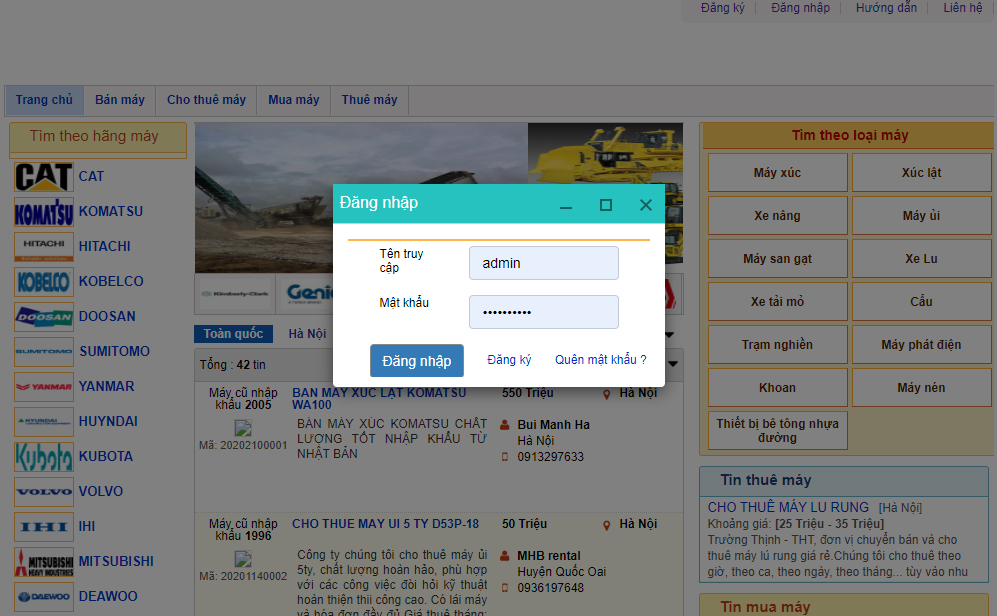 Đăng ký
Đăng nhập
Hướng dẫn
Liên hệ
Trang chủ
Bán máy
Cho thuê máy
Mua máy
Thuê máy
Tìm theo hãng máy
CAT
CAT
KOMATSU
KOMATSU
HITACHI
HITACHI
KOBELCO
KOBELCO
DOOSAN
DOOSAN
SUMITOMO
SUMITOMO
YANMAR
YANMAR
HYUNDAI
HUYNDAI
Kubota
KUBOTA
VOLVO
VOLVO
IHI
IHI
MITSUBISHI
HEAVY INDUSTRIES
MITSUBISHI
DAEWOO
DEAWOO
Kimberly-Clark
Genie
Toàn quốc
Hà Nội
Tổng : 42 tin
Máy cũ nhập
khẩu 2005
Mã: 20202100001
BÁN MÁY XÚC LẬT KOMATSU
WA100
BÁN MÁY XÚC KOMATSU CHẤT
LƯỢNG TỐT NHẬP KHẨU TỪ
NHẬT BẢN
550 Triệu
Hà Nội
Bui Manh Ha
Hà Nội
0913297633
Máy cũ nhập
khẩu 1996
Mã: 20201140002
CHO THUE MAY UI 5 TY D53P-18
Công ty chúng tôi cho thuê máy ủi
5ty, chất lượng hoàn hảo, phù hợp
với các công việc đòi hỏi kỹ thuật
hoàn thiện thi công cao. Có lái máy
và hóa đơn đầy đủ Giá thuê tháng:
50 Triệu
Hà Nội
MHB rental
Huyện Quốc Oai
0936197648
Đăng nhập
Tên truy
cập
admin
Mật khẩu
••••••••••
Đăng nhập
Đăng ký
Quên mật khẩu ?
Tìm theo loại máy
Máy xúc
Xúc lật
Xe nâng
Máy ủi
Máy san gạt
Xe Lu
Xe tải mỏ
Cẩu
Trạm nghiền
Máy phát điện
Khoan
Máy nén
Thiết bị bê tông nhựa
đường
Tin thuê máy
CHO THUÊ MÁY LU RUNG [Hà Nội]
Khoảng giá: [25 Triệu - 35 Triệu]
Trường Thịnh - THT, đơn vị chuyển bán và cho
thuê máy lú rung giá rẻ.Chúng tôi cho thuê theo
giờ, theo ca, theo ngày, theo tháng... tùy vào nhu
Tin mua máy